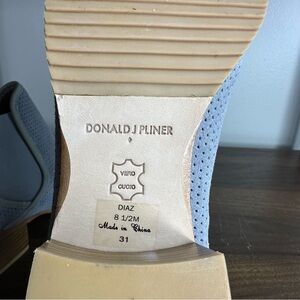 DONALD J PLINER
VERO
CUOIO
DIAZ
8 1/2M
Made in China
31